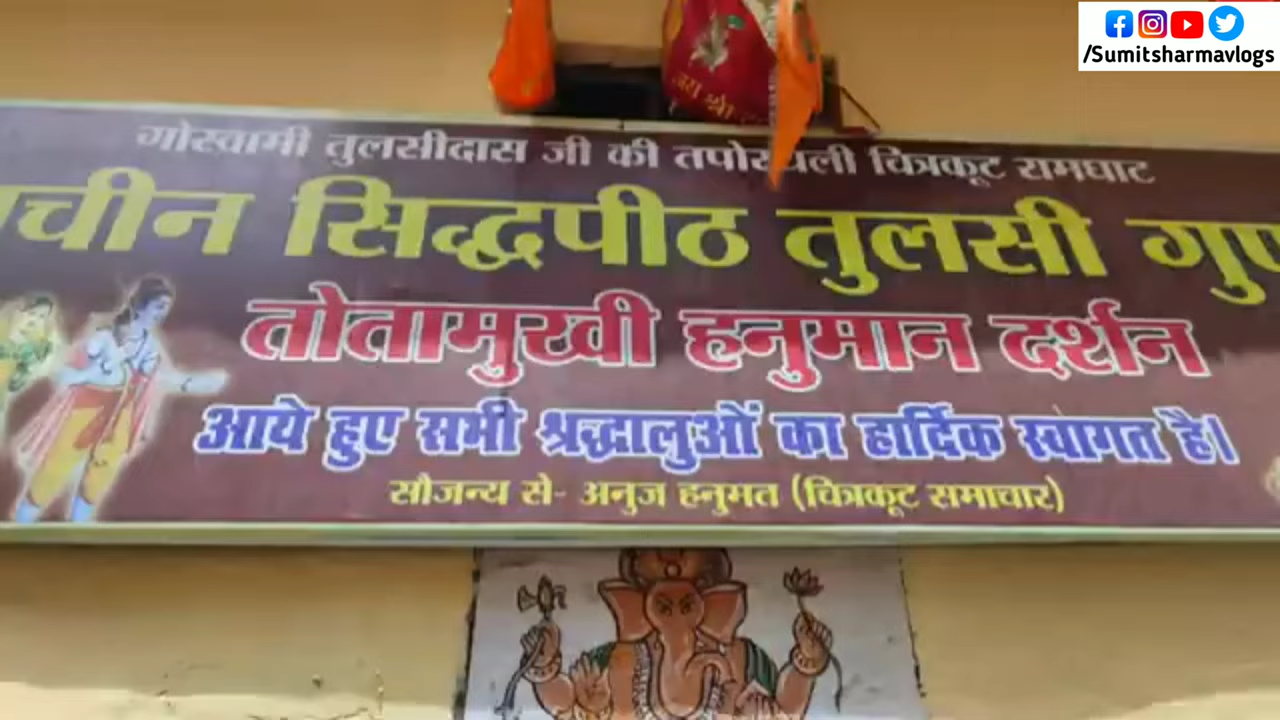 /Sumitsharmavlogs
जय श्री
गोस्वामी तुलसीदास जी की तपोस्थली चित्रकूट रामघाट
सिद्धपीठ तुलसी
तोतामुखी हनुमान दर्शन
आये हुए सभी श्रद्धालुओं का हार्दिक स्वागत है।
सौजन्य से- अनुज हनुमत (चित्रकूट समाचार)